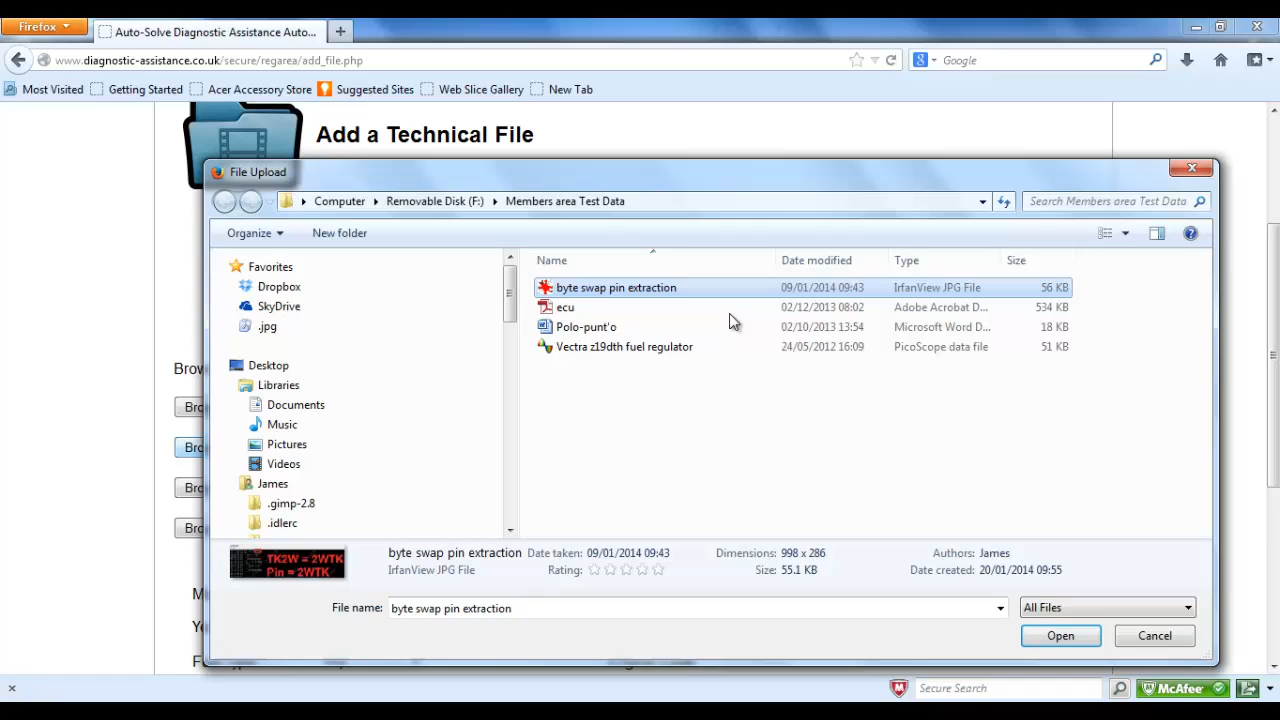 Firefox
Auto-Solve Diagnostic Assistance Auto...
www.diagnostic-assistance.co.uk/secure/regarea/add_file.php
Google
Most Visited Getting Started Acer Accessory Store Suggested Sites Web Slice Gallery New Tab
Add a Technical File
File Upload
Computer Removable Disk (F:) Members area Test Data
Search Members area Test Data
Organize New folder
Name Date modified Type Size
Favorites
Dropbox
SkyDrive
.jpg
Desktop
Libraries
Documents
Music
Pictures
Videos
James
.gimp-2.8
.idlerc
byte swap pin extraction 09/01/2014 09:43 IrfanView JPG File 56 KB
ecu 02/12/2013 08:02 Adobe Acrobat D... 534 KB
Polo-punt'o 02/10/2013 13:54 Microsoft Word D... 18 KB
Vectra z19dth fuel regulator 24/05/2012 16:09 PicoScope data file 51 KB
Brows
Bro
Bro
Bro
Bro
TK2W = 2WTK
Pin = 2WTK
byte swap pin extraction Date taken: 09/01/2014 09:43 Dimensions: 998 x 286 Authors: James
IrfanView JPG File Rating: Size: 55.1 KB Date created: 20/01/2014 09:55
File name: byte swap pin extraction All Files
Open Cancel
Secure Search McAfee